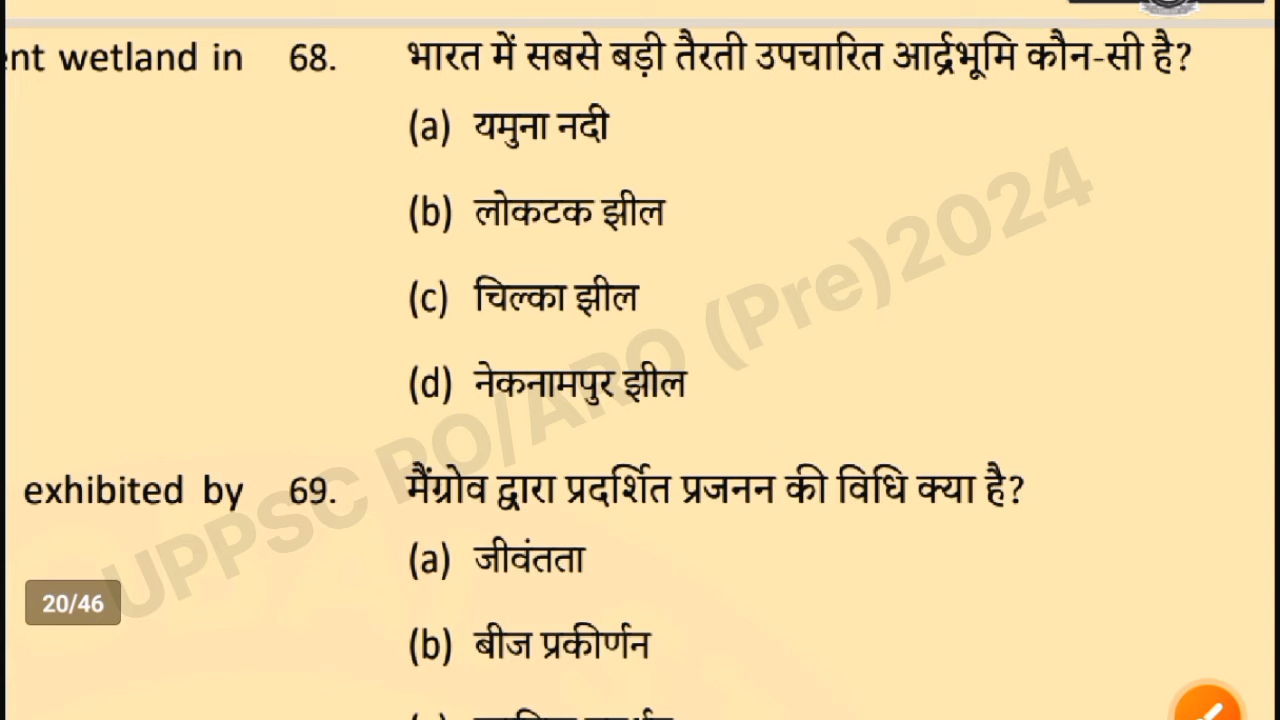 ent wetland in 68. भारत में सबसे बड़ी तैरती उपचारित आर्द्रभूमि कौन-सी है?
(a) यमुना नदी
(b) लोकटक झील
(c) चिल्का झील
(d) नेकनामपुर झील
UPPSC RO/ARO (Pre)2024
exhibited by 69. मैंग्रोव द्वारा प्रदर्शित प्रजनन की विधि क्या है?
(a) जीवंतता
20/46
(b) बीज प्रकीर्णन